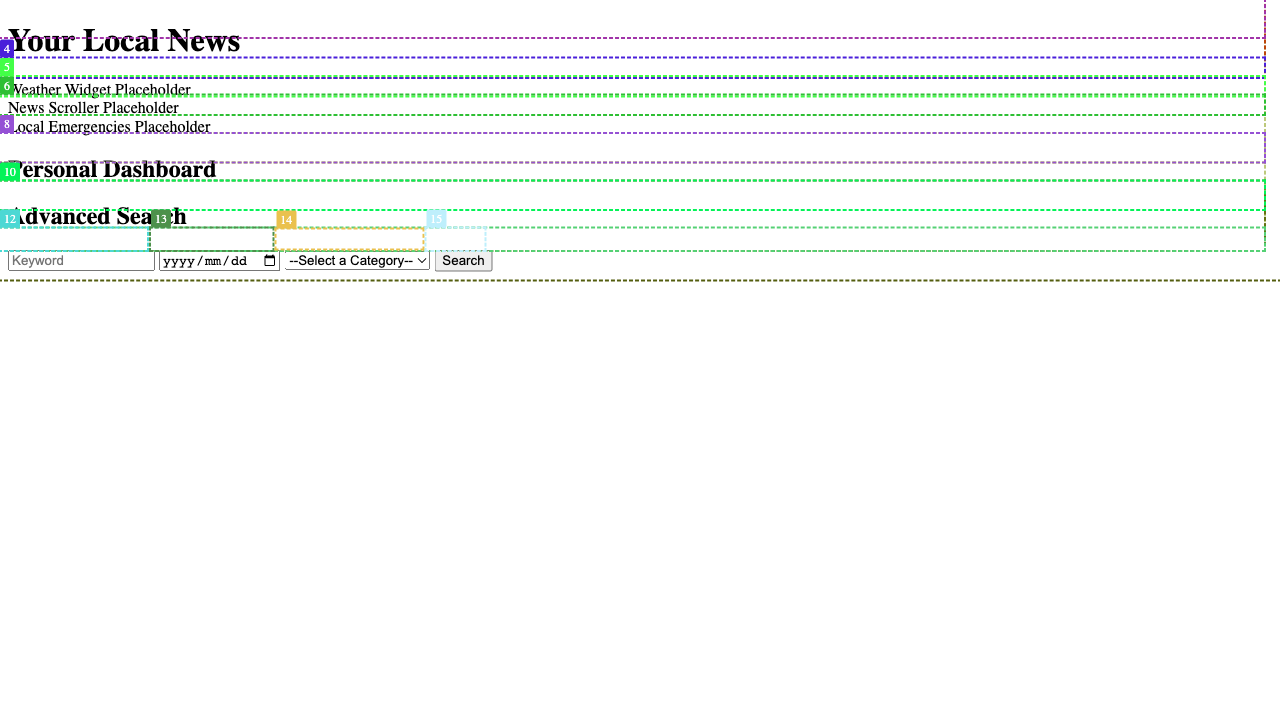 Your Local News
4
5
6
Weather Widget Placeholder
News Scroller Placeholder
8
Local Emergencies Placeholder
10
Personal Dashboard
12 13 14 15
Advanced Search
Keyword yyyy/mm/dd --Select a Category-- Search